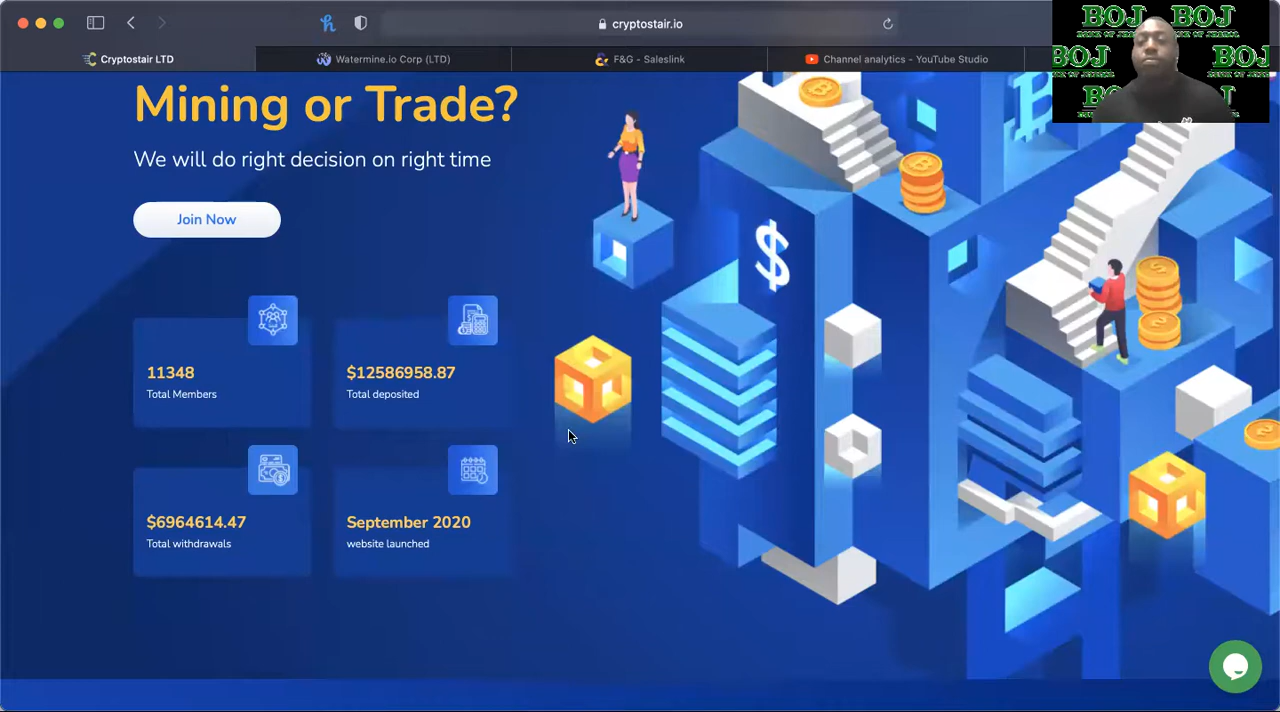 cryptostair.io
Cryptostair LTD
Watermine.io Corp (LTD)
F&G - Saleslink
Channel analytics - YouTube Studio
BOJ BOJ
BOJ BOJ
Mining or Trade?
We will do right decision on right time
Join Now
11348
Total Members
$12586958.87
Total deposited
$6964614.47
Total withdrawals
September 2020
website launched
$